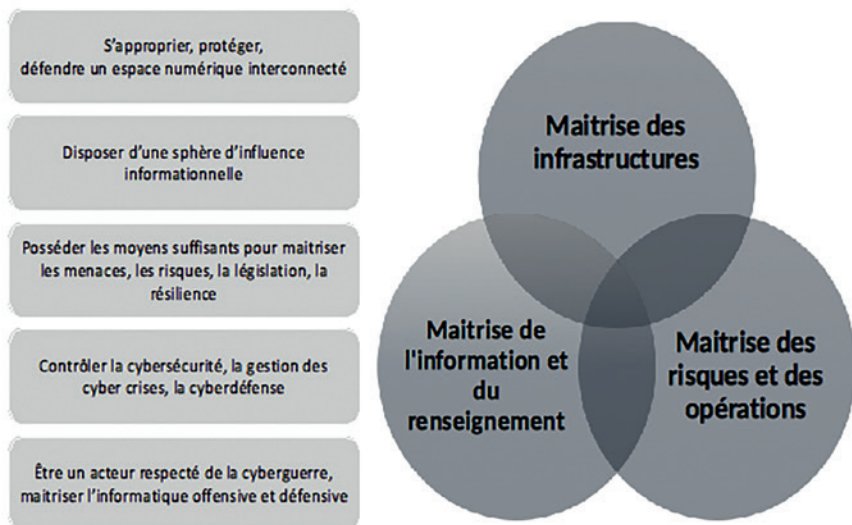 S'approprier, protéger,
défendre un espace numérique interconnecté
Disposer d'une sphère d'influence
informationnelle
Posséder les moyens suffisants pour maitriser
les menaces, les risques, la législation, la
résilience
Contrôler la cybersécurité, la gestion des
cyber crises, la cyberdéfense
Être un acteur respecté de la cyberguerre,
maitriser l'informatique offensive et défensive
Maitrise des
infrastructures
Maitrise de
l'information et
du
renseignement
Maitrise des
risques et des
opérations